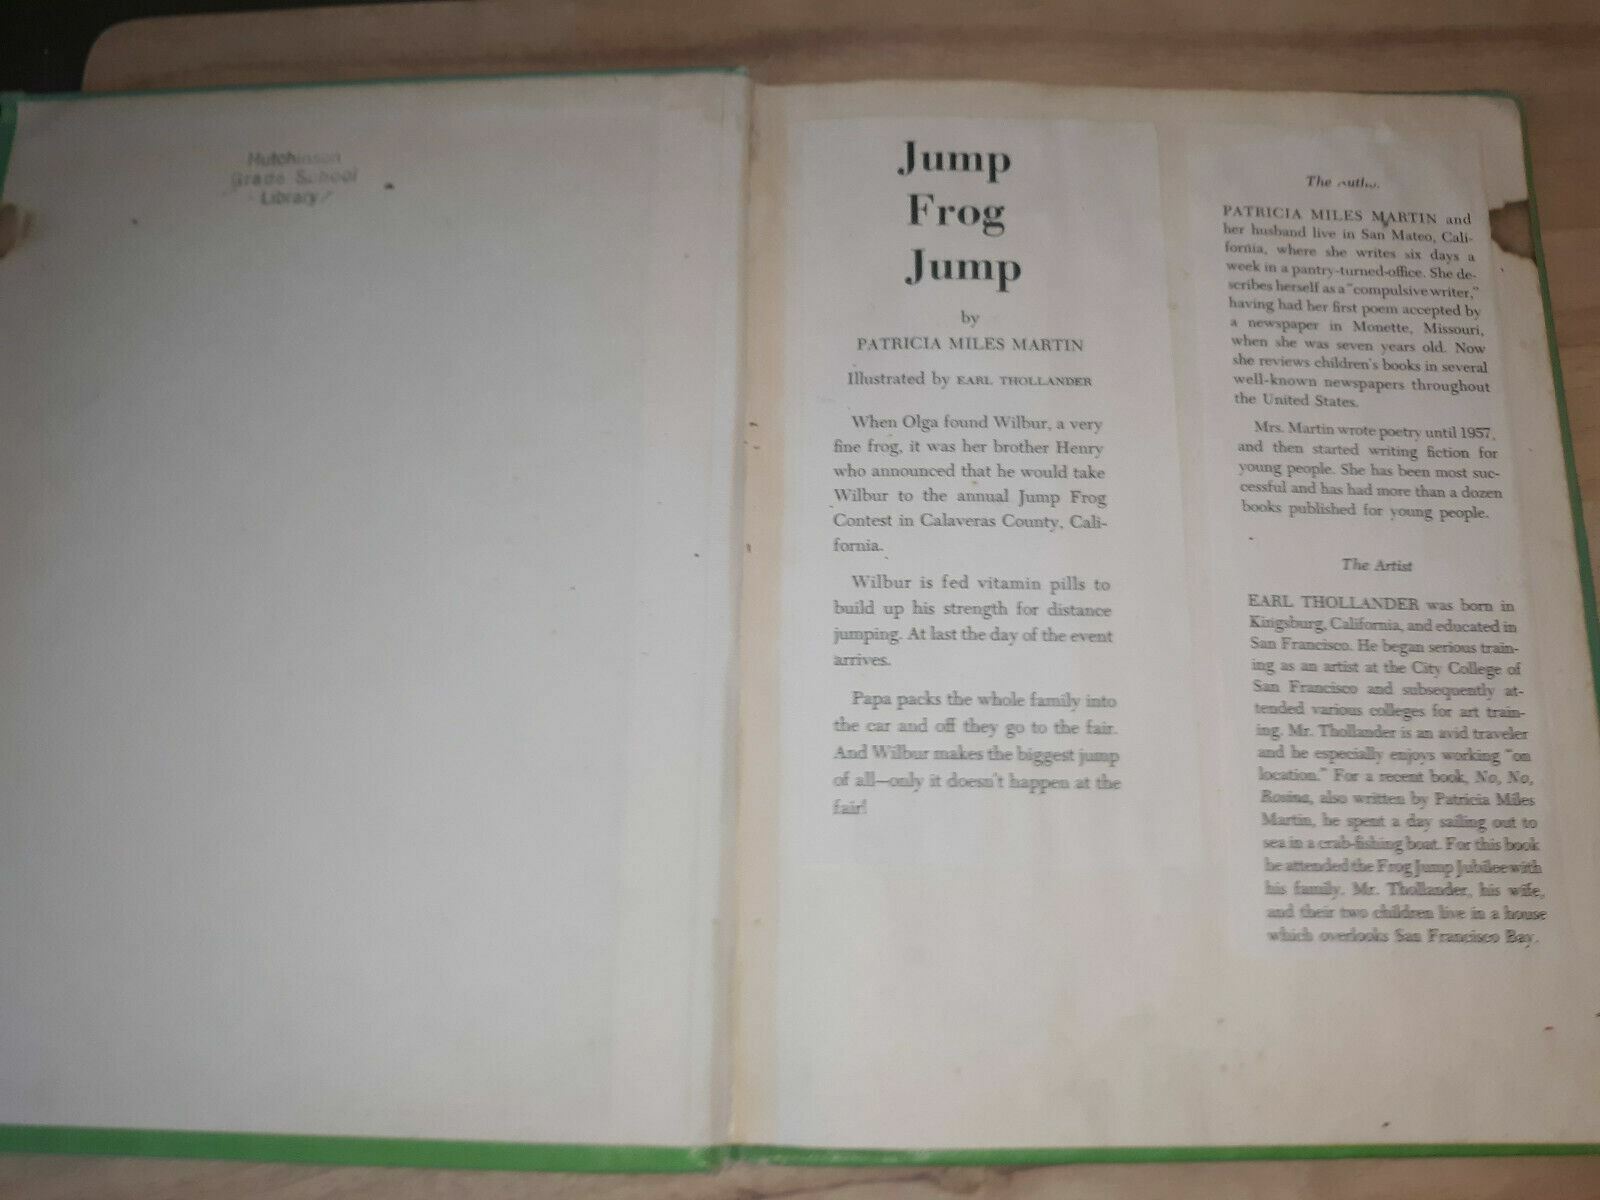 Hutchinson
Grade School
Library
Jump
Frog
Jump
by
PATRICIA MILES MARTIN
Illustrated by EARL THOLLANDER
When Olga found Wilbur, a very
fine frog, it was her brother Henry
who announced that he would take
Wilbur to the annual Jump Frog
Contest in Calaveras County, Cali-
fornia.
Wilbur is fed vitamin pills to
build up his strength for distance
jumping. At last the day of the event
arrives.
Papa packs the whole family into
the car and off they go to the fair.
And Wilbur makes the biggest jump
of all—only it doesn't happen at the
fair!
The
PATRICIA MILES MARTIN and
her husband live in San Mateo, Cali-
fornia, where she writes six days a
week in a pantry-turned-office. She de-
scribes herself as a "compulsive writer,"
having had her first poem accepted by
a newspaper in Monette, Missouri,
when she was seven years old. Now
she reviews children's books in several
well-known newspapers throughout
the United States.
Mrs. Martin wrote poetry until 1957,
and then started writing fiction for
young people. She has been most suc-
cessful and has had more than a dozen
books published for young people.
The Artist
EARL THOLLANDER was born in
Kingsburg, California, and educated in
San Francisco. He began serious train-
ing as an artist at the City College of
San Francisco and subsequently at-
tended various colleges for art train-
ing. Mr. Thollander is an avid traveler
and he especially enjoys working "on
location." For a recent book, No, No,
Rosina, also written by Patricia Miles
Martin, he spent a day sailing out to
sea in a crab-fishing boat. For this book
he attended the Frog Jump Jubilee with
his family. Mr. Thollander, his wife,
and their two children live in a house
which overlooks San Francisco Bay.